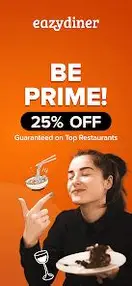 eazydiner
BE
PRIME!
25% OFF
Guaranteed on Top Restaurants